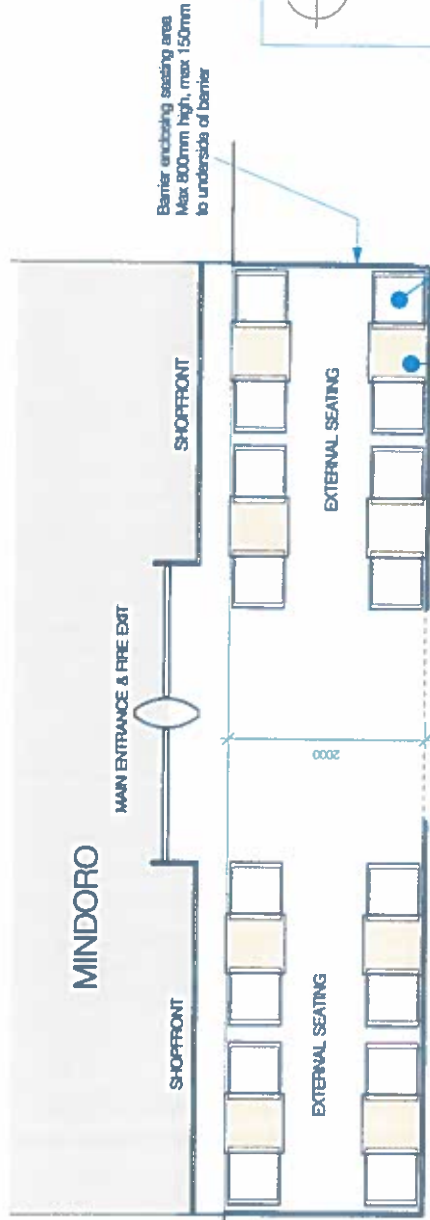 Barrier enclosing seating area
Max 800mm high, max 150mm
to underside of barrier
MINDORO
MAIN ENTRANCE & FIRE EXIT
SHOPFRONT
SHOPFRONT
2000
EXTERNAL SEATING
EXTERNAL SEATING